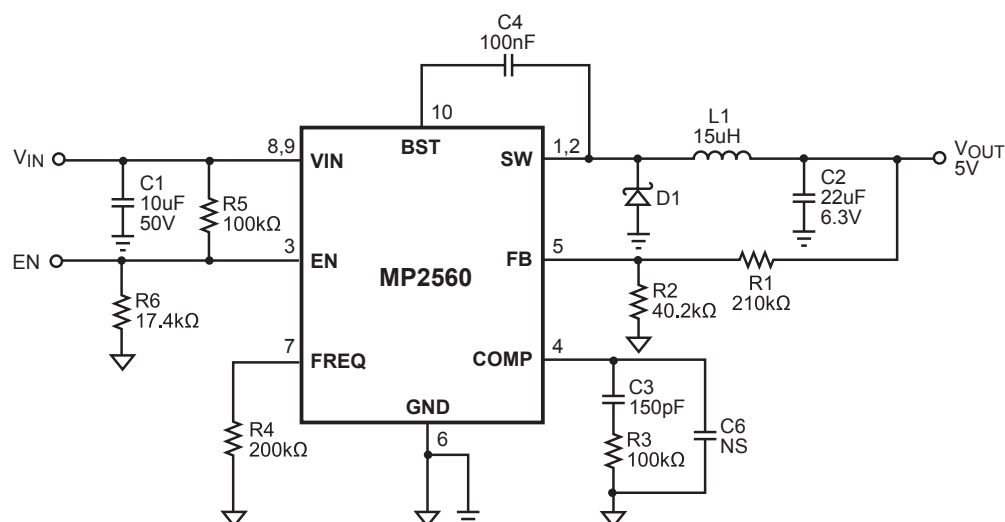 C4
100nF
10
BST
V_IN
8,9
VIN
SW
1,2
L1
15uH
V_OUT
5V
C1
10uF
50V
R5
100kΩ
D1
C2
22uF
6.3V
EN
3
EN
MP2560
FB
5
R1
210kΩ
R6
17.4kΩ
R2
40.2kΩ
7
FREQ
COMP
4
GND
6
R4
200kΩ
C3
150pF
R3
100kΩ
C6
NS